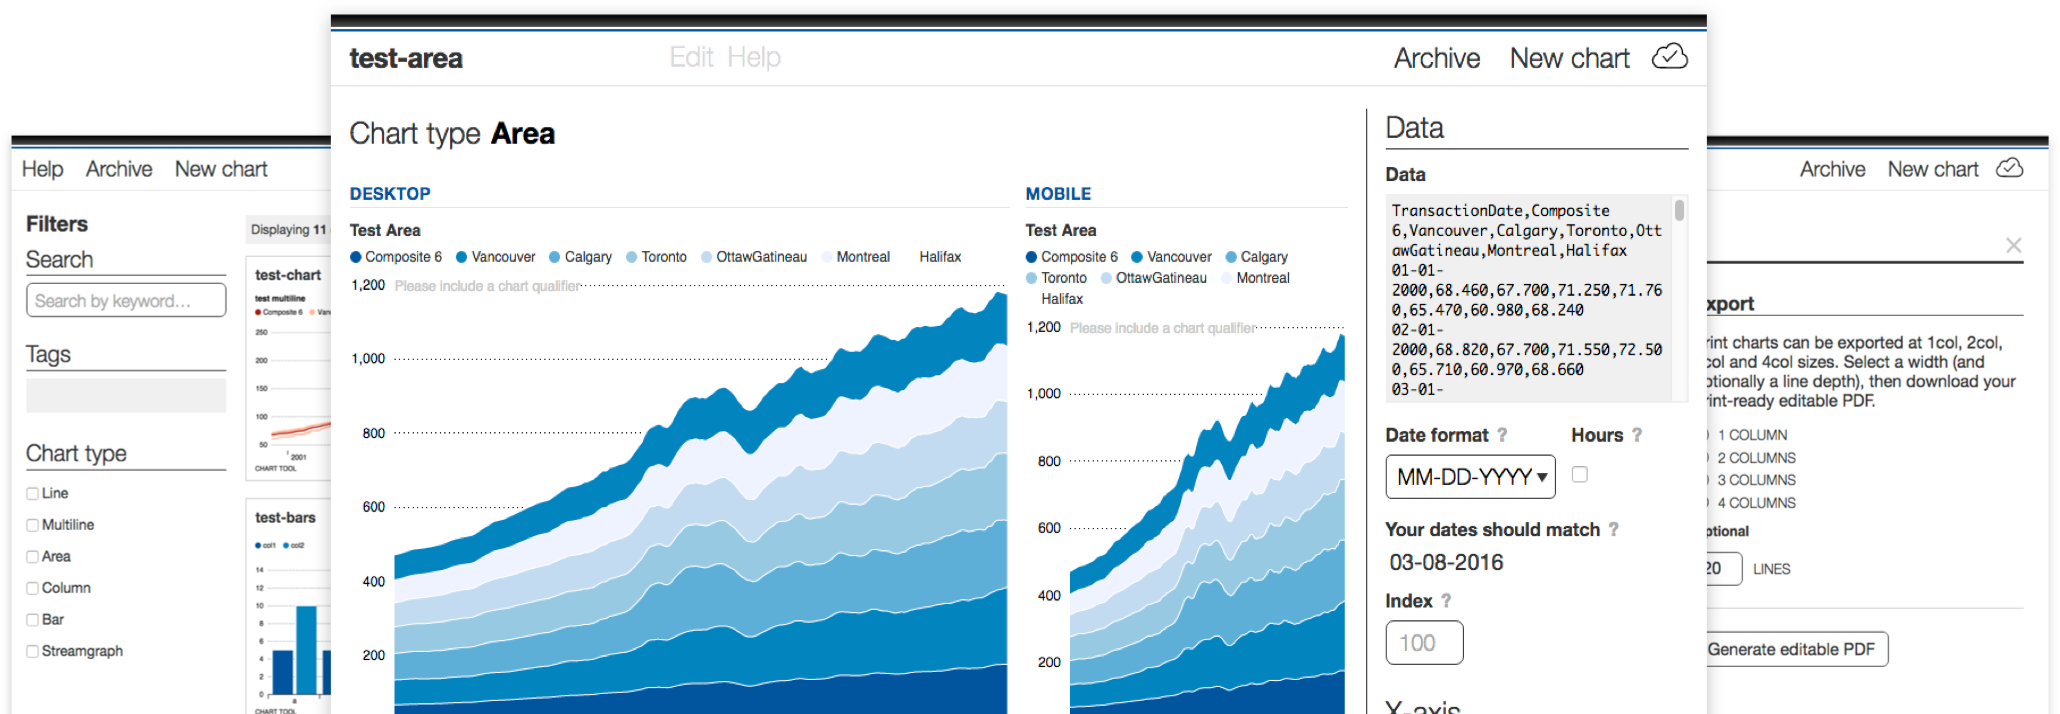 Help Archive New chart
Filters
Search
Search by keyword...
Tags
Chart type
Line
Multiline
Area
Column
Bar
Streamgraph
Displaying 11
test-chart
test multiline
Composite 6
250
200
150
100
50
2001
CHART TOOL
test-bars
col1 col2
14
12
10
8
6
4
2
0
a
CHART TOOL
test-area
Edit Help
Archive New chart
Chart type Area
DESKTOP
Test Area
Composite 6 Vancouver Calgary Toronto OttawGatineau Montreal Halifax
1,200 Please include a chart qualifier
1,000
800
600
400
200
MOBILE
Test Area
Composite 6 Vancouver Calgary
Toronto OttawGatineau Montreal
Halifax
1,200 Please include a chart qualifier
1,000
800
600
400
200
Data
Data
TransactionDate,Composite
6,Vancouver,Calgary,Toronto,Ott
awGatineau,Montreal,Halifax
01-01-
2000,68.460,67.700,71.250,71.76
0,65.470,60.980,68.240
02-01-
2000,68.820,67.700,71.550,72.50
0,65.710,60.970,68.660
03-01-
Date format ? Hours ?
MM-DD-YYYY
Your dates should match ?
03-08-2016
Index ?
100
X-axis
Archive New chart
xport
rint charts can be exported at 1col, 2col,
col and 4col sizes. Select a width (and
ptionally a line depth), then download your
rint-ready editable PDF.
1 COLUMN
2 COLUMNS
3 COLUMNS
4 COLUMNS
ptional
20 LINES
Generate editable PDF